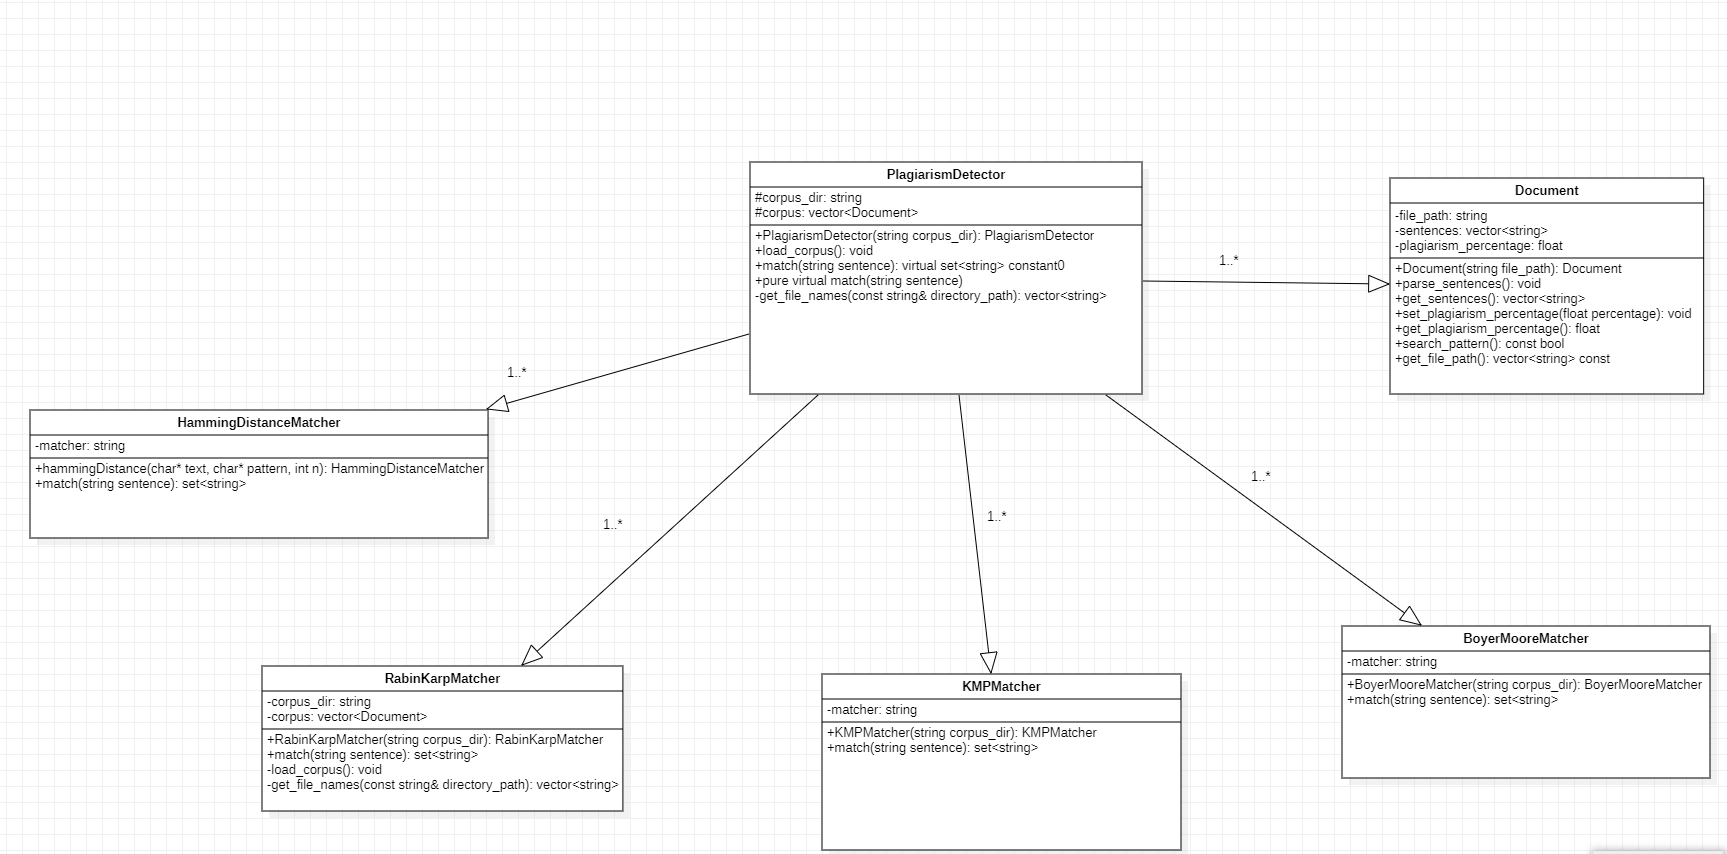 PlagiarismDetector
#corpus_dir: string
#corpus: vector<Document>
+PlagiarismDetector(string corpus_dir): PlagiarismDetector
+load_corpus(): void
+match(string sentence): virtual set<string> constant0
+pure virtual match(string sentence)
-get_file_names(const string& directory_path): vector<string>
1..*
Document
-file_path: string
-sentences: vector<string>
-plagiarism_percentage: float
+Document(string file_path): Document
+parse_sentences(): void
+get_sentences(): vector<string>
+set_plagiarism_percentage(float percentage): void
+get_plagiarism_percentage(): float
+search_pattern(): const bool
+get_file_path(): vector<string> const
1..*
HammingDistanceMatcher
-matcher: string
+hammingDistance(char* text, char* pattern, int n): HammingDistanceMatcher
+match(string sentence): set<string>
1..*
1..*
1..*
RabinKarpMatcher
-corpus_dir: string
-corpus: vector<Document>
+RabinKarpMatcher(string corpus_dir): RabinKarpMatcher
+match(string sentence): set<string>
-load_corpus(): void
-get_file_names(const string& directory_path): vector<string>
KMPMatcher
-matcher: string
+KMPMatcher(string corpus_dir): KMPMatcher
+match(string sentence): set<string>
BoyerMooreMatcher
-matcher: string
+BoyerMooreMatcher(string corpus_dir): BoyerMooreMatcher
+match(string sentence): set<string>